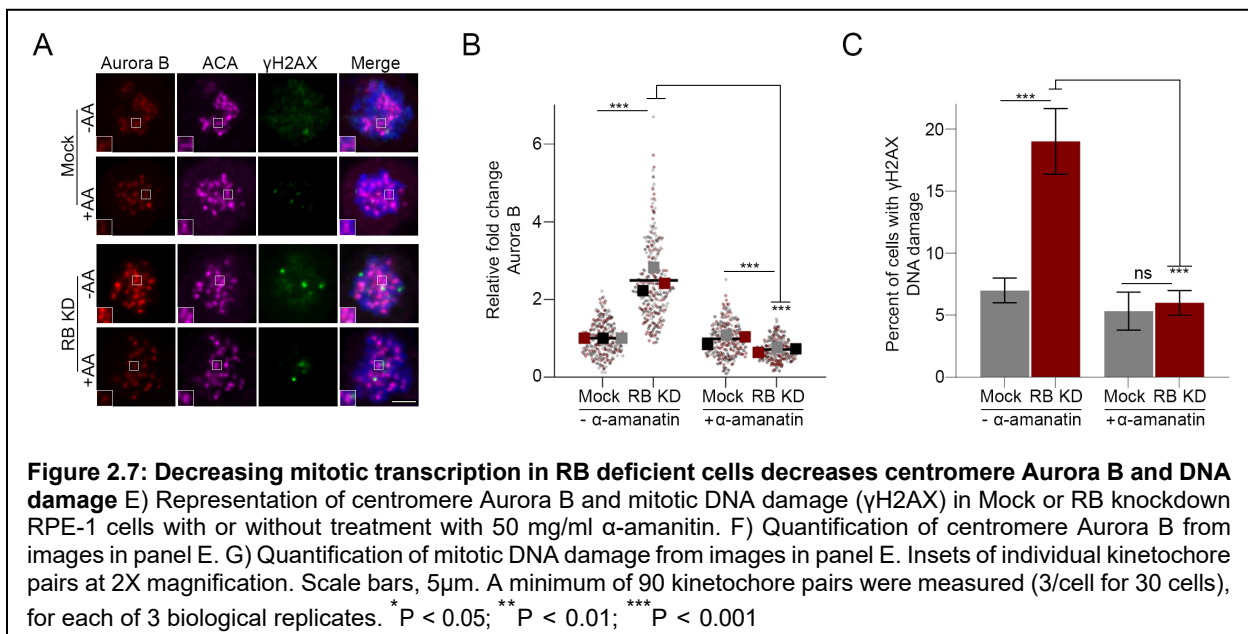 A
Aurora B ACA γH2AX Merge
Mock
-AA
+AA
RB KD
-AA
+AA
B
Relative fold change
Aurora B
6
4
2
0
***
***
***
Mock RB KD Mock RB KD
- α-amanatin +α-amanatin
C
Percent of cells with γH2AX
DNA damage
20
15
10
5
0
***
ns
***
Mock RB KD Mock RB KD
- α-amanatin +α-amanatin
Figure 2.7: Decreasing mitotic transcription in RB deficient cells decreases centromere Aurora B and DNA
damage E) Representation of centromere Aurora B and mitotic DNA damage (γH2AX) in Mock or RB knockdown
RPE-1 cells with or without treatment with 50 mg/ml α-amanitin. F) Quantification of centromere Aurora B from
images in panel E. G) Quantification of mitotic DNA damage from images in panel E. Insets of individual kinetochore
pairs at 2X magnification. Scale bars, 5µm. A minimum of 90 kinetochore pairs were measured (3/cell for 30 cells),
for each of 3 biological replicates. *P < 0.05; **P < 0.01; ***P < 0.001